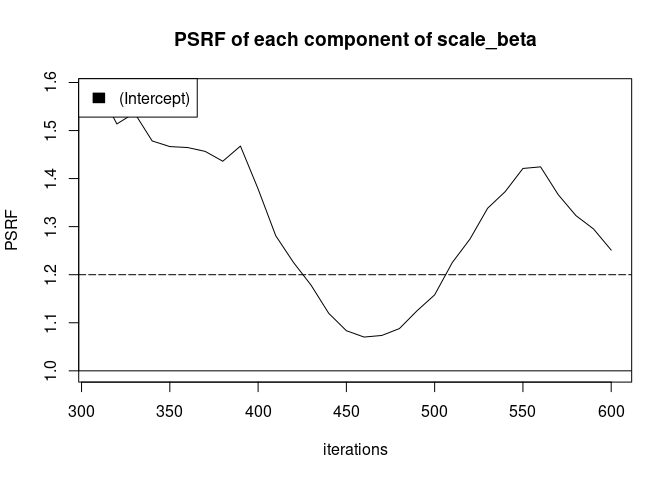 PSRF of each component of scale_beta
(Intercept)
PSRF
1.6
1.5
1.4
1.3
1.2
1.1
1.0
300 350 400 450 500 550 600
iterations